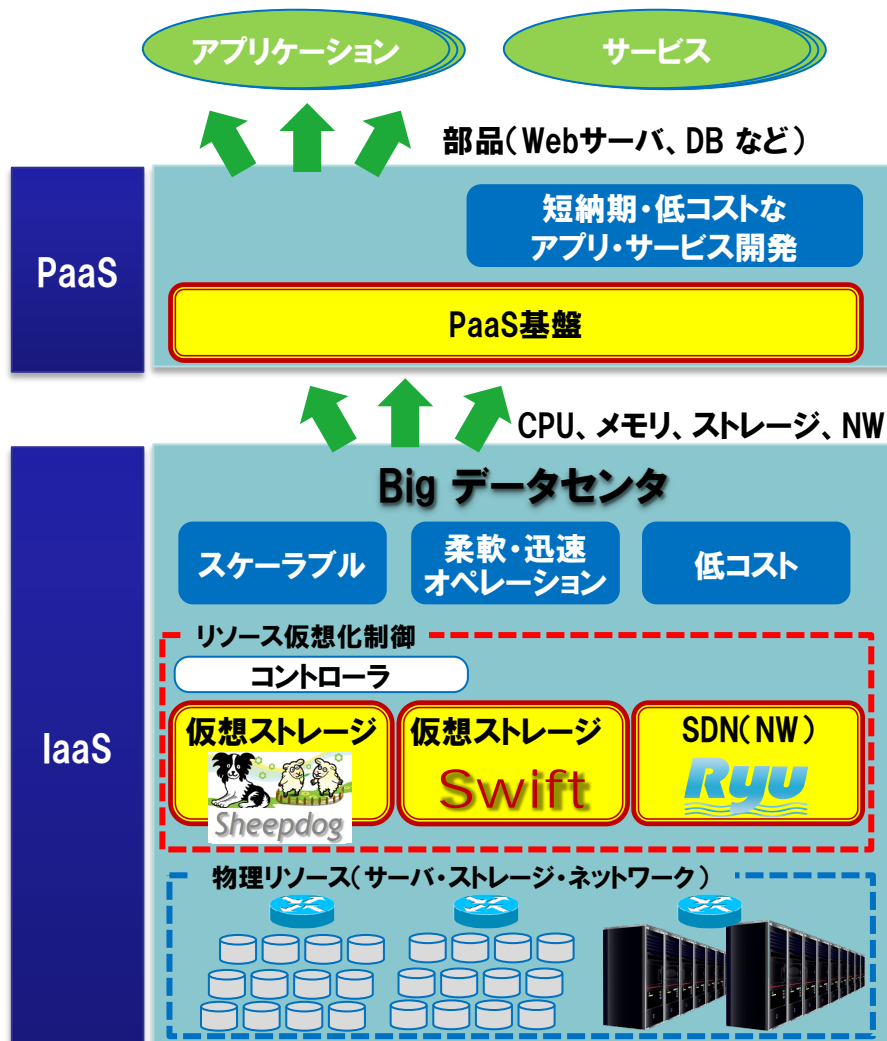 アプリケーション
サービス
部品(Webサーバ、DB など)
短納期・低コストな
アプリ・サービス開発
PaaS
PaaS基盤
CPU、メモリ、ストレージ、NW
Big データセンタ
スケーラブル
柔軟・迅速
オペレーション
低コスト
リソース仮想化制御
コントローラ
IaaS
仮想ストレージ
Sheepdog
仮想ストレージ
Swift
SDN(NW)
Ryu
物理リソース(サーバ・ストレージ・ネットワーク)